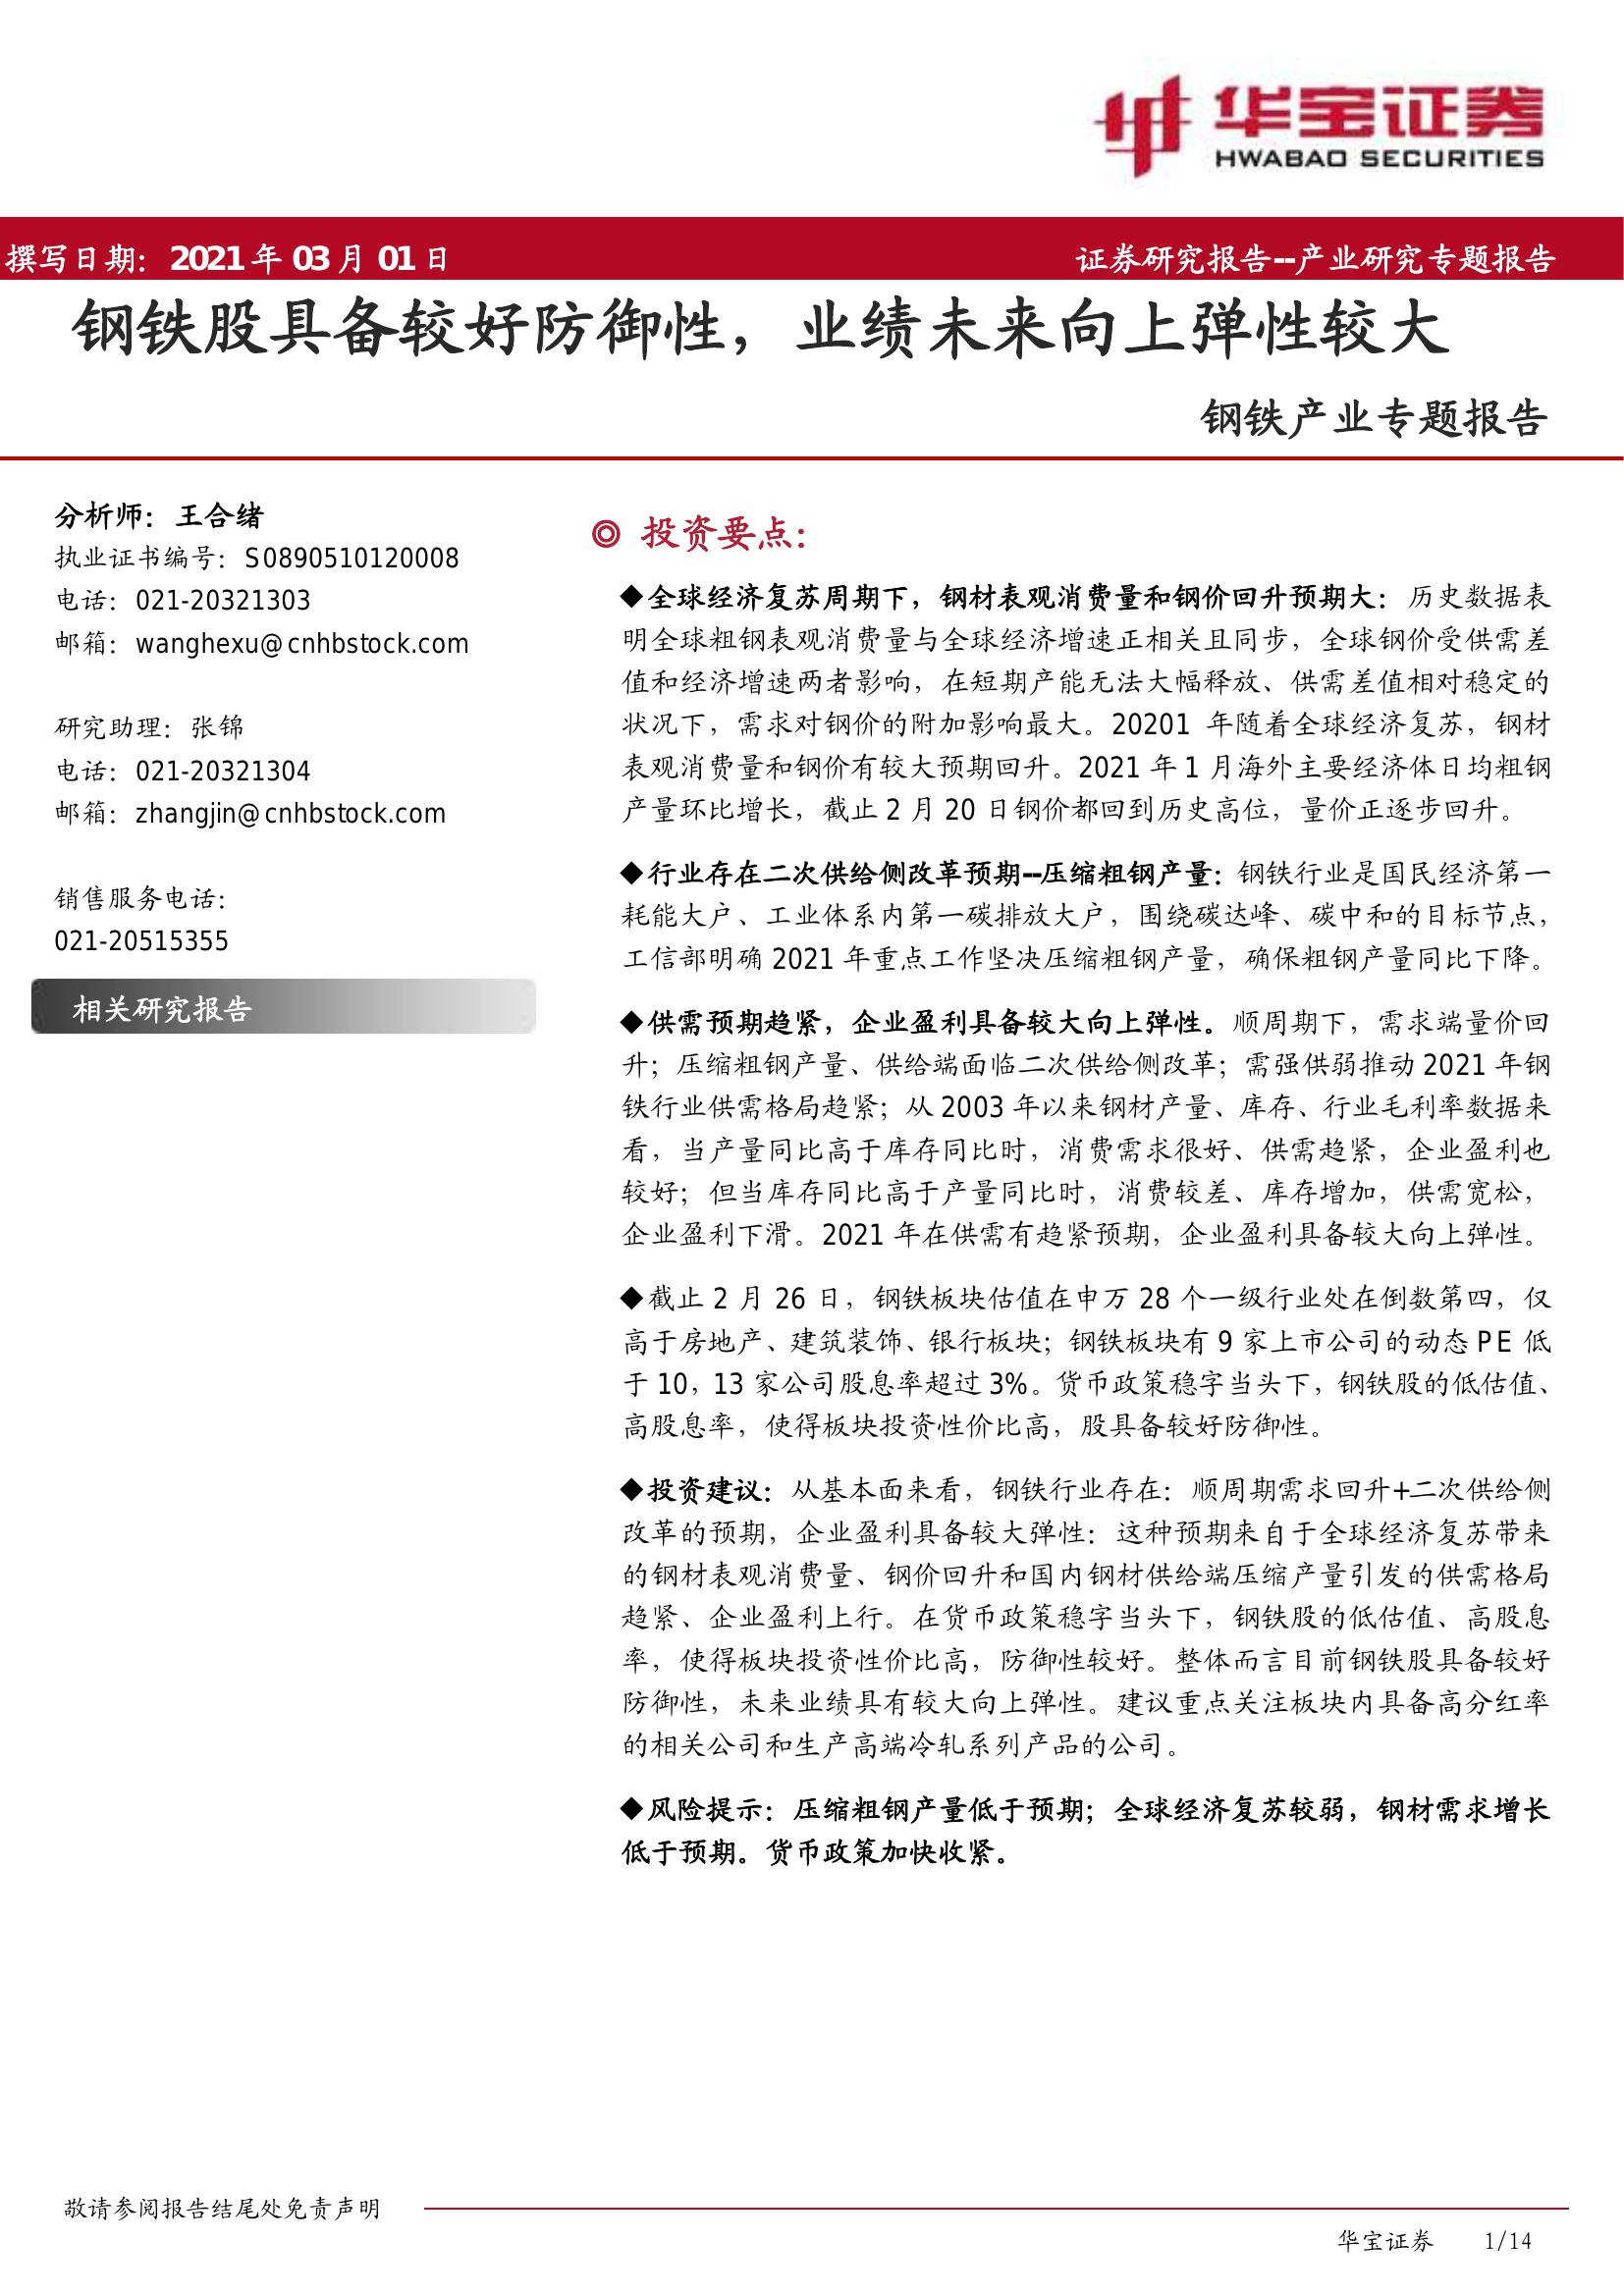 华宝证券
HWABAO SECURITIES
撰写日期：2021 年 03 月 01 日
证券研究报告--产业研究专题报告
钢铁股具备较好防御性，业绩未来向上弹性较大
钢铁产业专题报告
分析师：王合绪
执业证书编号：S0890510120008
电话：021-20321303
邮箱：wanghexu@cnhbstock.com
研究助理：张锦
电话：021-20321304
邮箱：zhangjin@cnhbstock.com
销售服务电话：
021-20515355
相关研究报告
◎ 投资要点：
◆全球经济复苏周期下，钢材表观消费量和钢价回升预期大：历史数据表
明全球粗钢表观消费量与全球经济增速正相关且同步，全球钢价受供需差
值和经济增速两者影响，在短期产能无法大幅释放、供需差值相对稳定的
状况下，需求对钢价的附加影响最大。20201 年随着全球经济复苏，钢材
表观消费量和钢价有较大预期回升。2021 年 1 月海外主要经济体日均粗钢
产量环比增长，截止 2 月 20 日钢价都回到历史高位，量价正逐步回升。
◆行业存在二次供给侧改革预期--压缩粗钢产量：钢铁行业是国民经济第一
耗能大户、工业体系内第一碳排放大户，围绕碳达峰、碳中和的目标节点，
工信部明确 2021 年重点工作坚决压缩粗钢产量，确保粗钢产量同比下降。
◆供需预期趋紧，企业盈利具备较大向上弹性。顺周期下，需求端量价回
升；压缩粗钢产量、供给端面临二次供给侧改革；需强供弱推动 2021 年钢
铁行业供需格局趋紧；从 2003 年以来钢材产量、库存、行业毛利率数据来
看，当产量同比高于库存同比时，消费需求很好、供需趋紧，企业盈利也
较好；但当库存同比高于产量同比时，消费较差、库存增加，供需宽松，
企业盈利下滑。2021 年在供需有趋紧预期，企业盈利具备较大向上弹性。
◆截止 2 月 26 日，钢铁板块估值在申万 28 个一级行业处在倒数第四，仅
高于房地产、建筑装饰、银行板块；钢铁板块有 9 家上市公司的动态 PE 低
于 10，13 家公司股息率超过 3%。货币政策稳字当头下，钢铁股的低估值、
高股息率，使得板块投资性价比高，股具备较好防御性。
◆投资建议：从基本面来看，钢铁行业存在：顺周期需求回升+二次供给侧
改革的预期，企业盈利具备较大弹性：这种预期来自于全球经济复苏带来
的钢材表观消费量、钢价回升和国内钢材供给端压缩产量引发的供需格局
趋紧、企业盈利上行。在货币政策稳字当头下，钢铁股的低估值、高股息
率，使得板块投资性价比高，防御性较好。整体而言目前钢铁股具备较好
防御性，未来业绩具有较大向上弹性。建议重点关注板块内具备高分红率
的相关公司和生产高端冷轧系列产品的公司。
◆风险提示：压缩粗钢产量低于预期；全球经济复苏较弱，钢材需求增长
低于预期。货币政策加快收紧。
敬请参阅报告结尾处免责声明
华宝证券 1/14